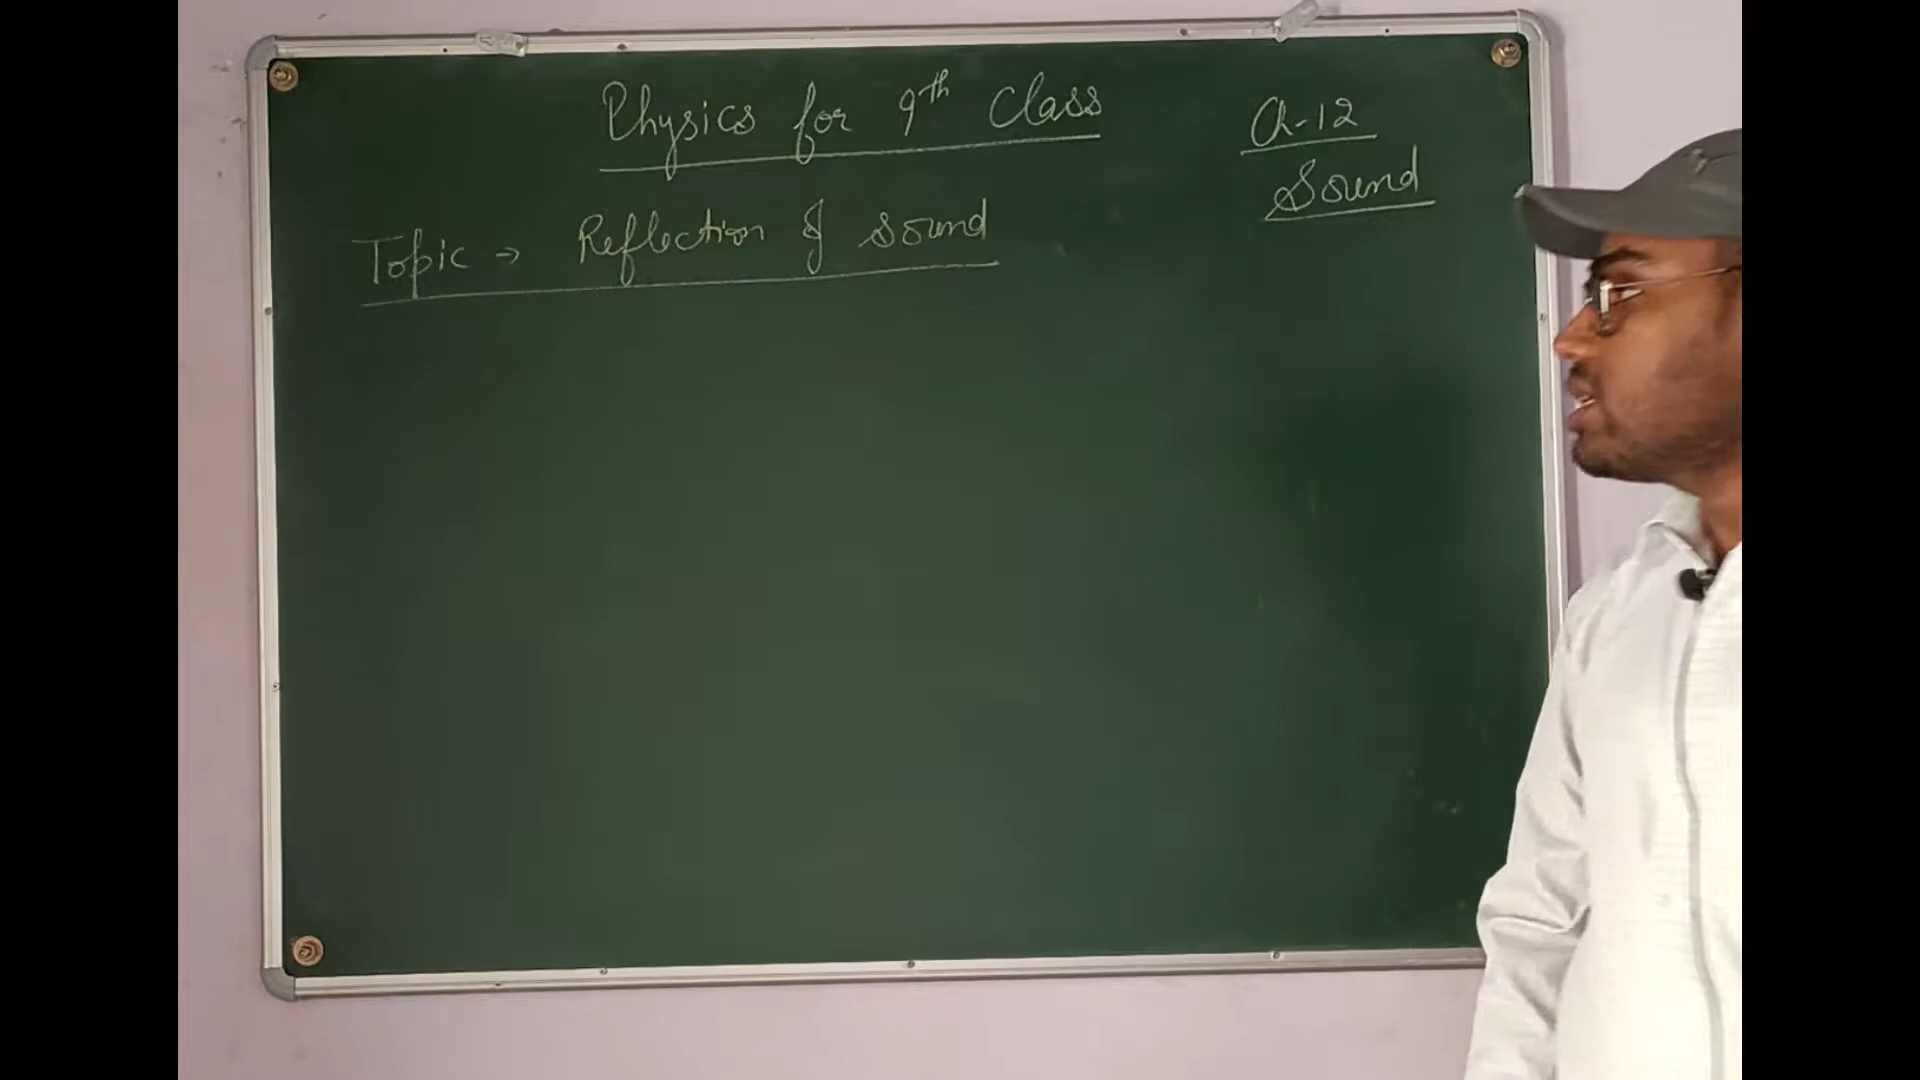 Physics for 9th Class
Ch-12
Sound
Topic → Reflection of sound